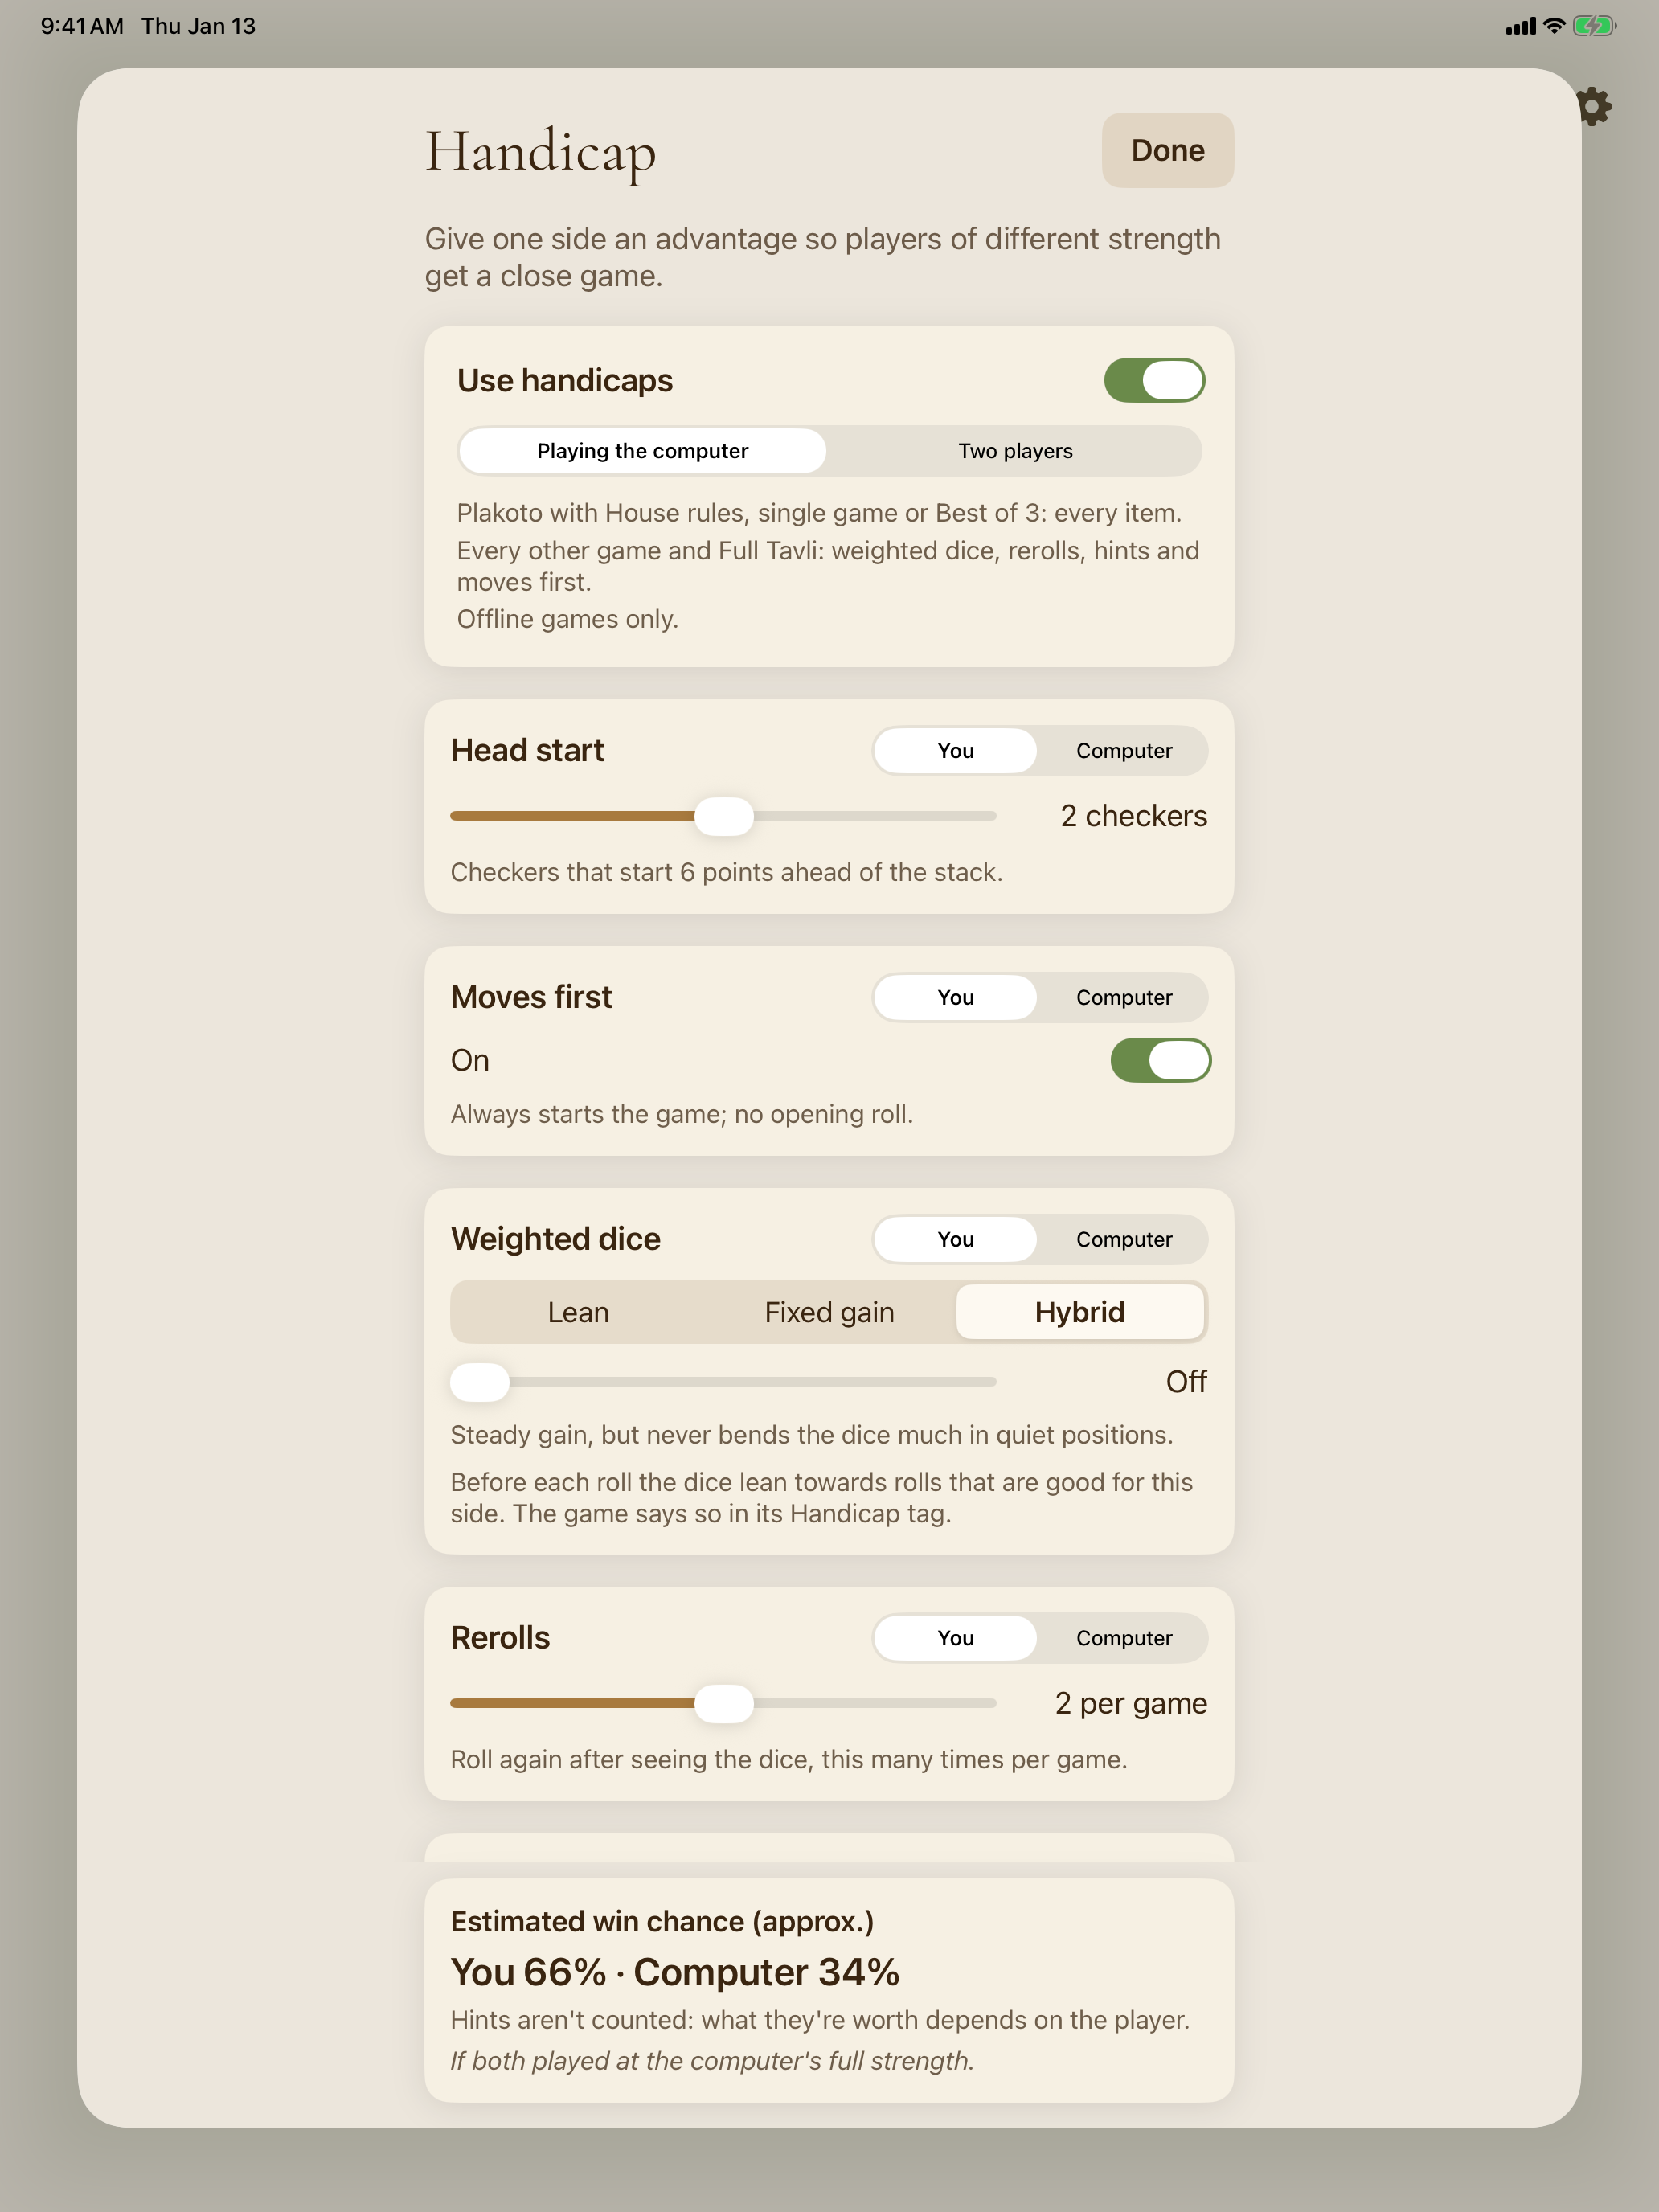 9:41 AM Thu Jan 13
Handicap
Done
Give one side an advantage so players of different strength
get a close game.
Use handicaps
Playing the computer
Two players
Plakoto with House rules, single game or Best of 3: every item.
Every other game and Full Tavli: weighted dice, rerolls, hints and
moves first.
Offline games only.
Head start
You
Computer
2 checkers
Checkers that start 6 points ahead of the stack.
Moves first
You
Computer
On
Always starts the game; no opening roll.
Weighted dice
You
Computer
Lean
Fixed gain
Hybrid
Off
Steady gain, but never bends the dice much in quiet positions.
Before each roll the dice lean towards rolls that are good for this
side. The game says so in its Handicap tag.
Rerolls
You
Computer
2 per game
Roll again after seeing the dice, this many times per game.
Estimated win chance (approx.)
You 66% · Computer 34%
Hints aren't counted: what they're worth depends on the player.
If both played at the computer's full strength.